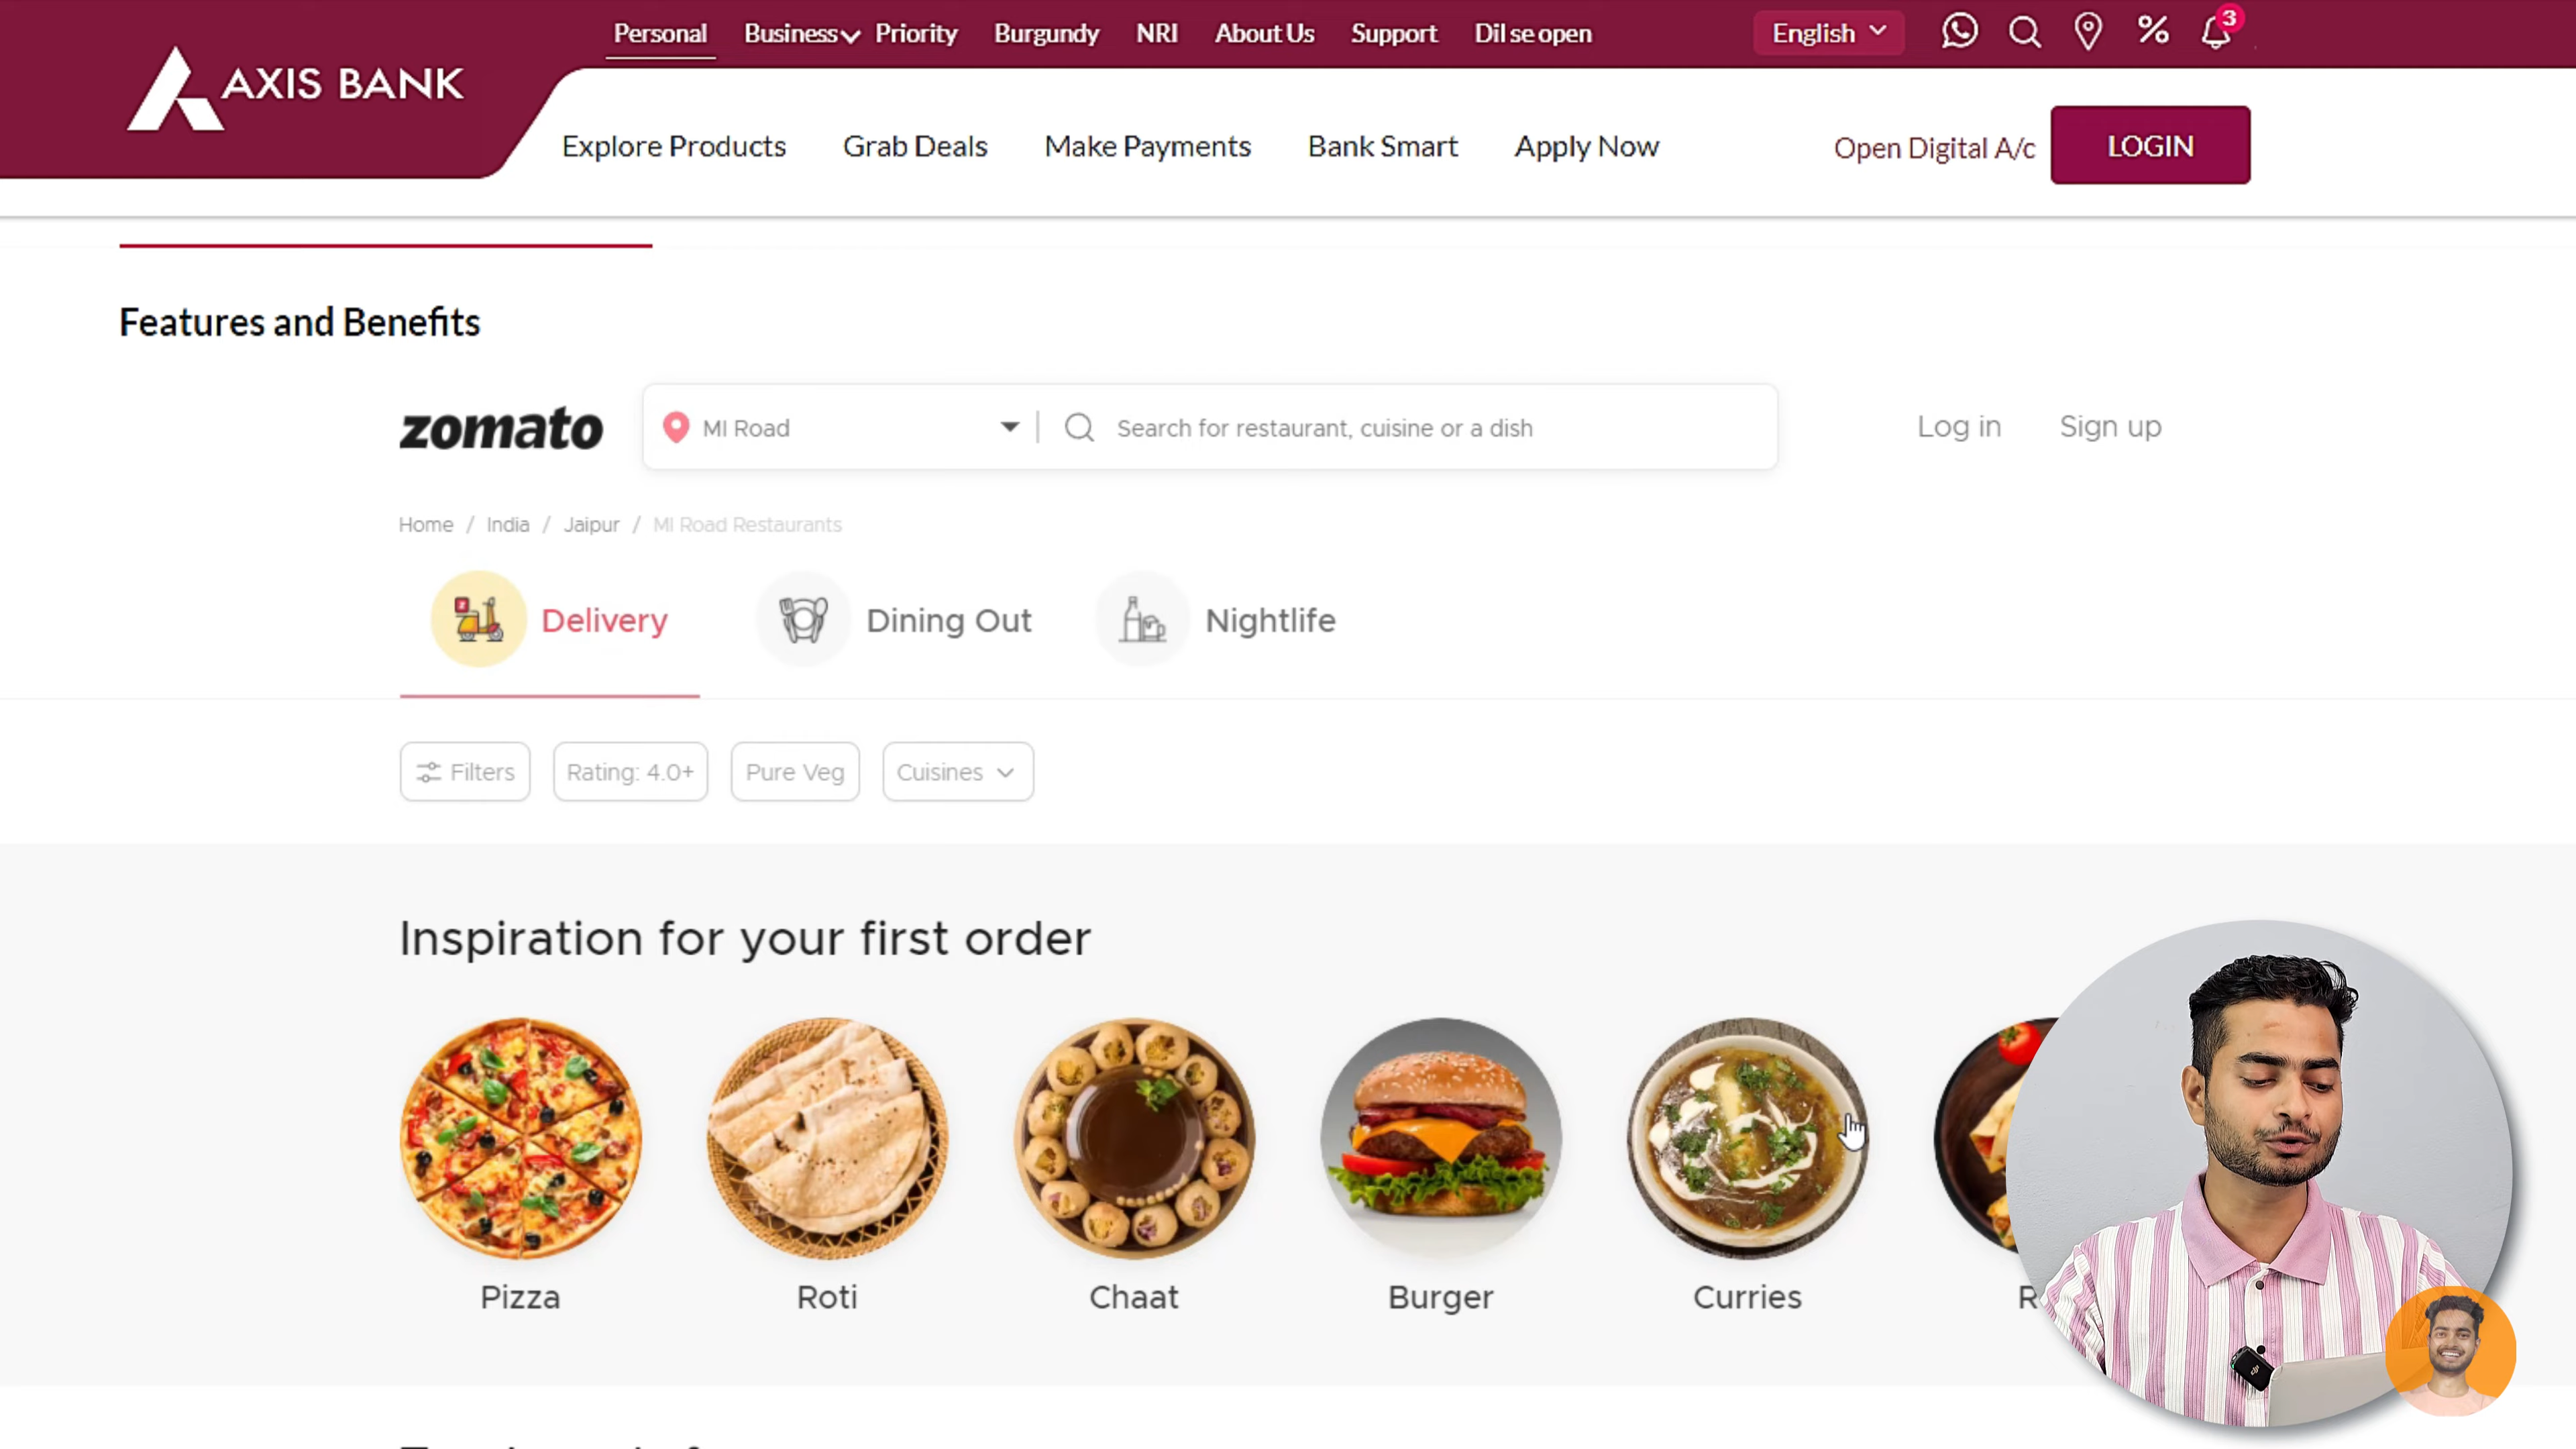 Personal Business Priority Burgundy NRI About Us Support Dil se open English 3
AXIS BANK
Explore Products Grab Deals Make Payments Bank Smart Apply Now Open Digital A/c LOGIN
Features and Benefits
zomato MI Road Search for restaurant, cuisine or a dish Log in Sign up
Home / India / Jaipur / MI Road Restaurants
Delivery Dining Out Nightlife
Filters Rating: 4.0+ Pure Veg Cuisines
Inspiration for your first order
Pizza Roti Chaat Burger Curries